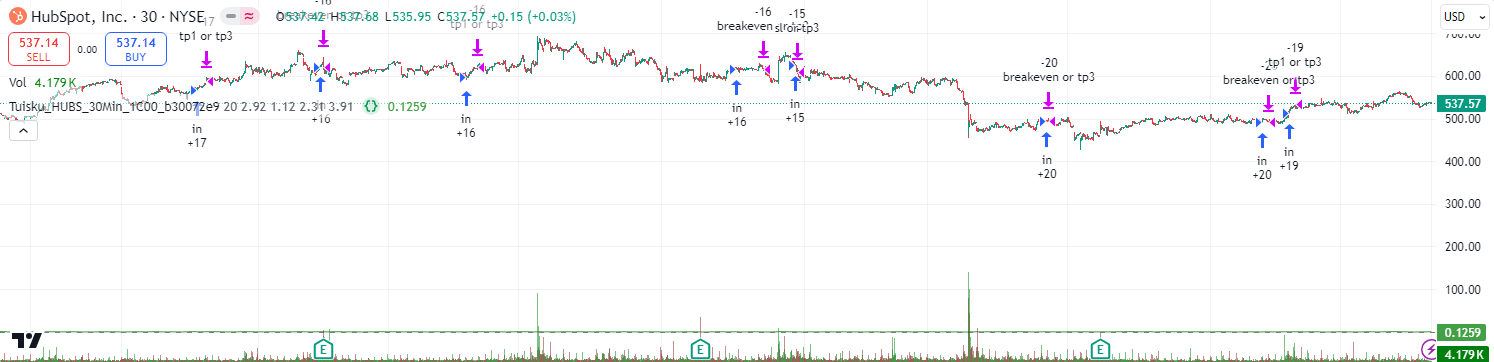 HubSpot, Inc. · 30 · NYSE
O537.42 H537.68 L535.95 C537.57 +0.15 (+0.03%)
USD
537.14
SELL
0.00
537.14
BUY
Vol 4.179 K
20 2.92 1.12 2.31 3.91 {} 0.1259
-17
tp1 or tp3
-16
-16
tp1 or tp3
-16
breakeven or tp3
-15
sl or tp3
-20
breakeven or tp3
breakeven or tp3
-19
tp1 or tp3
in
+17
in
+16
in
+16
in
+16
in
+15
in
+20
in
+20
in
+19
700.00
600.00
537.57
500.00
400.00
300.00
200.00
100.00
0.1259
4.179 K
E
E
E